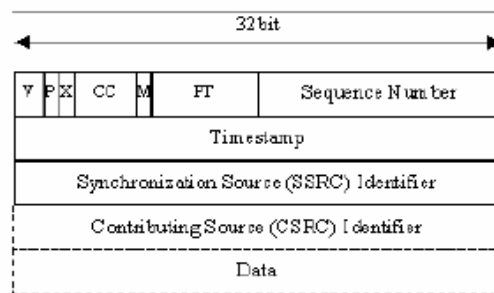 32bit
V P X CC M PT Sequence Number
Timestamp
Synchronization Source (SSRC) Identifier
Contributing Source (CSRC) Identifier
Data